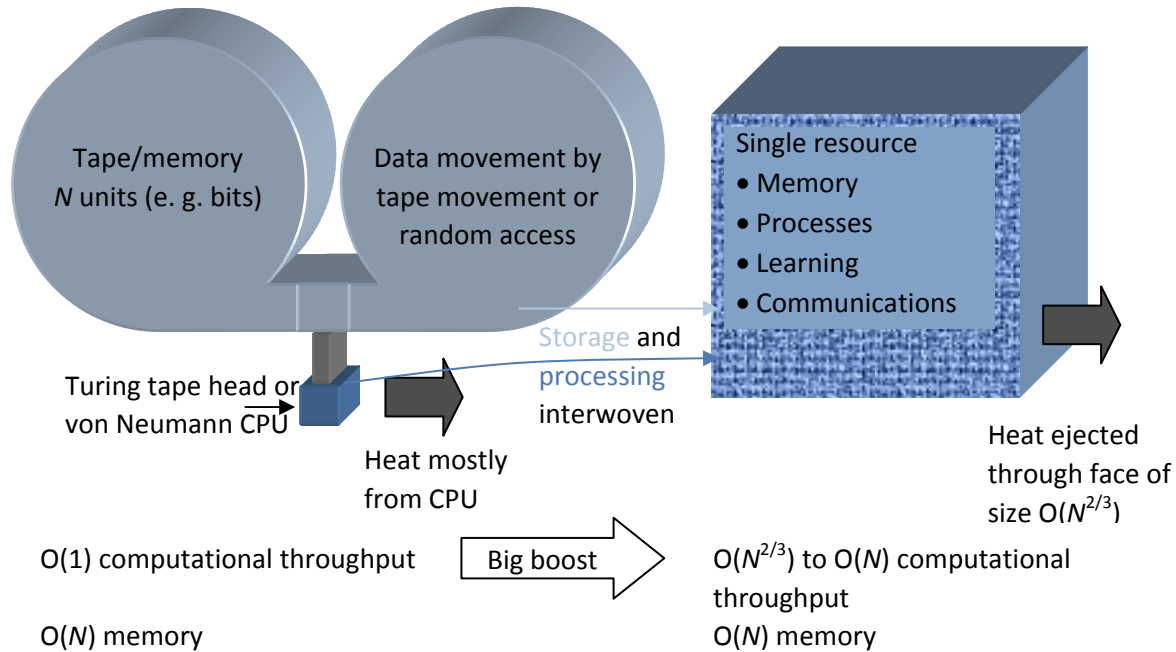 Tape/memory
N units (e. g. bits)
Data movement by
tape movement or
random access
Single resource
• Memory
• Processes
• Learning
• Communications
Storage and
processing
interwoven
Turing tape head or
von Neumann CPU
Heat mostly
from CPU
Heat ejected
through face of
size O(N^{2/3})
O(1) computational throughput
Big boost
O(N^{2/3}) to O(N) computational
throughput
O(N) memory
O(N) memory